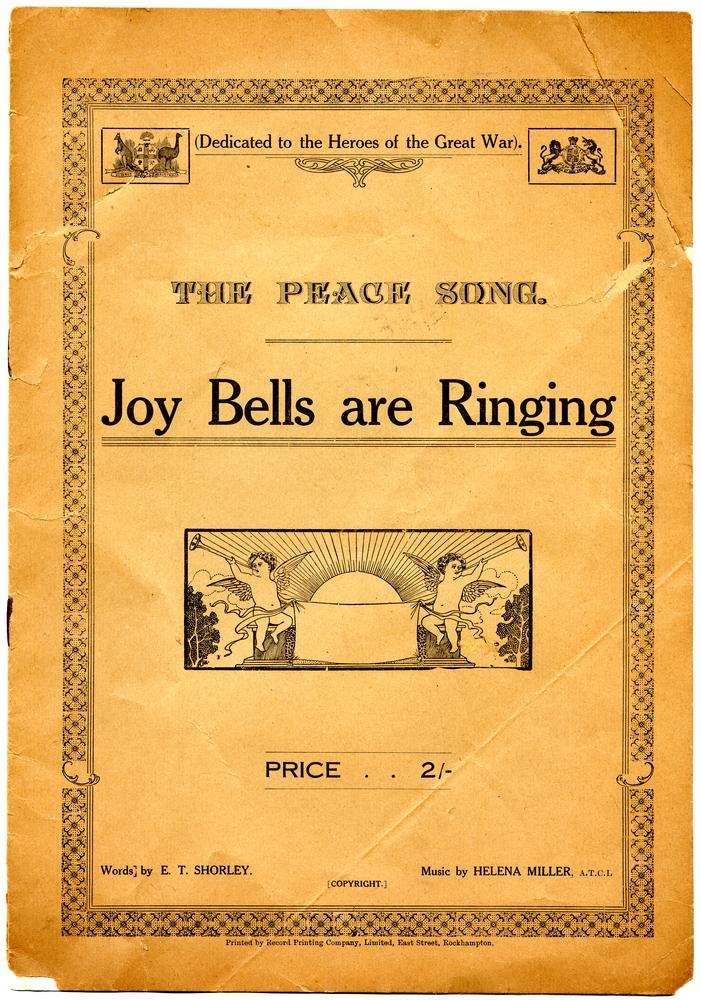 (Dedicated to the Heroes of the Great War).
THE PEACE SONG.
Joy Bells are Ringing
PRICE . . 2/-
Words] by E. T. SHORLEY.
Music by HELENA MILLER, A.T.C.L
[COPYRIGHT.]
Printed by Record Printing Company, Limited, East Street, Rockhampton.